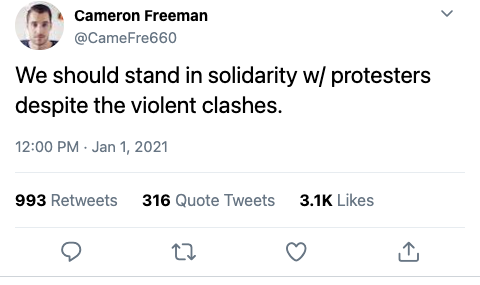 Cameron Freeman
@CameFre660
We should stand in solidarity w/ protesters
despite the violent clashes.
12:00 PM · Jan 1, 2021
993 Retweets 316 Quote Tweets 3.1K Likes